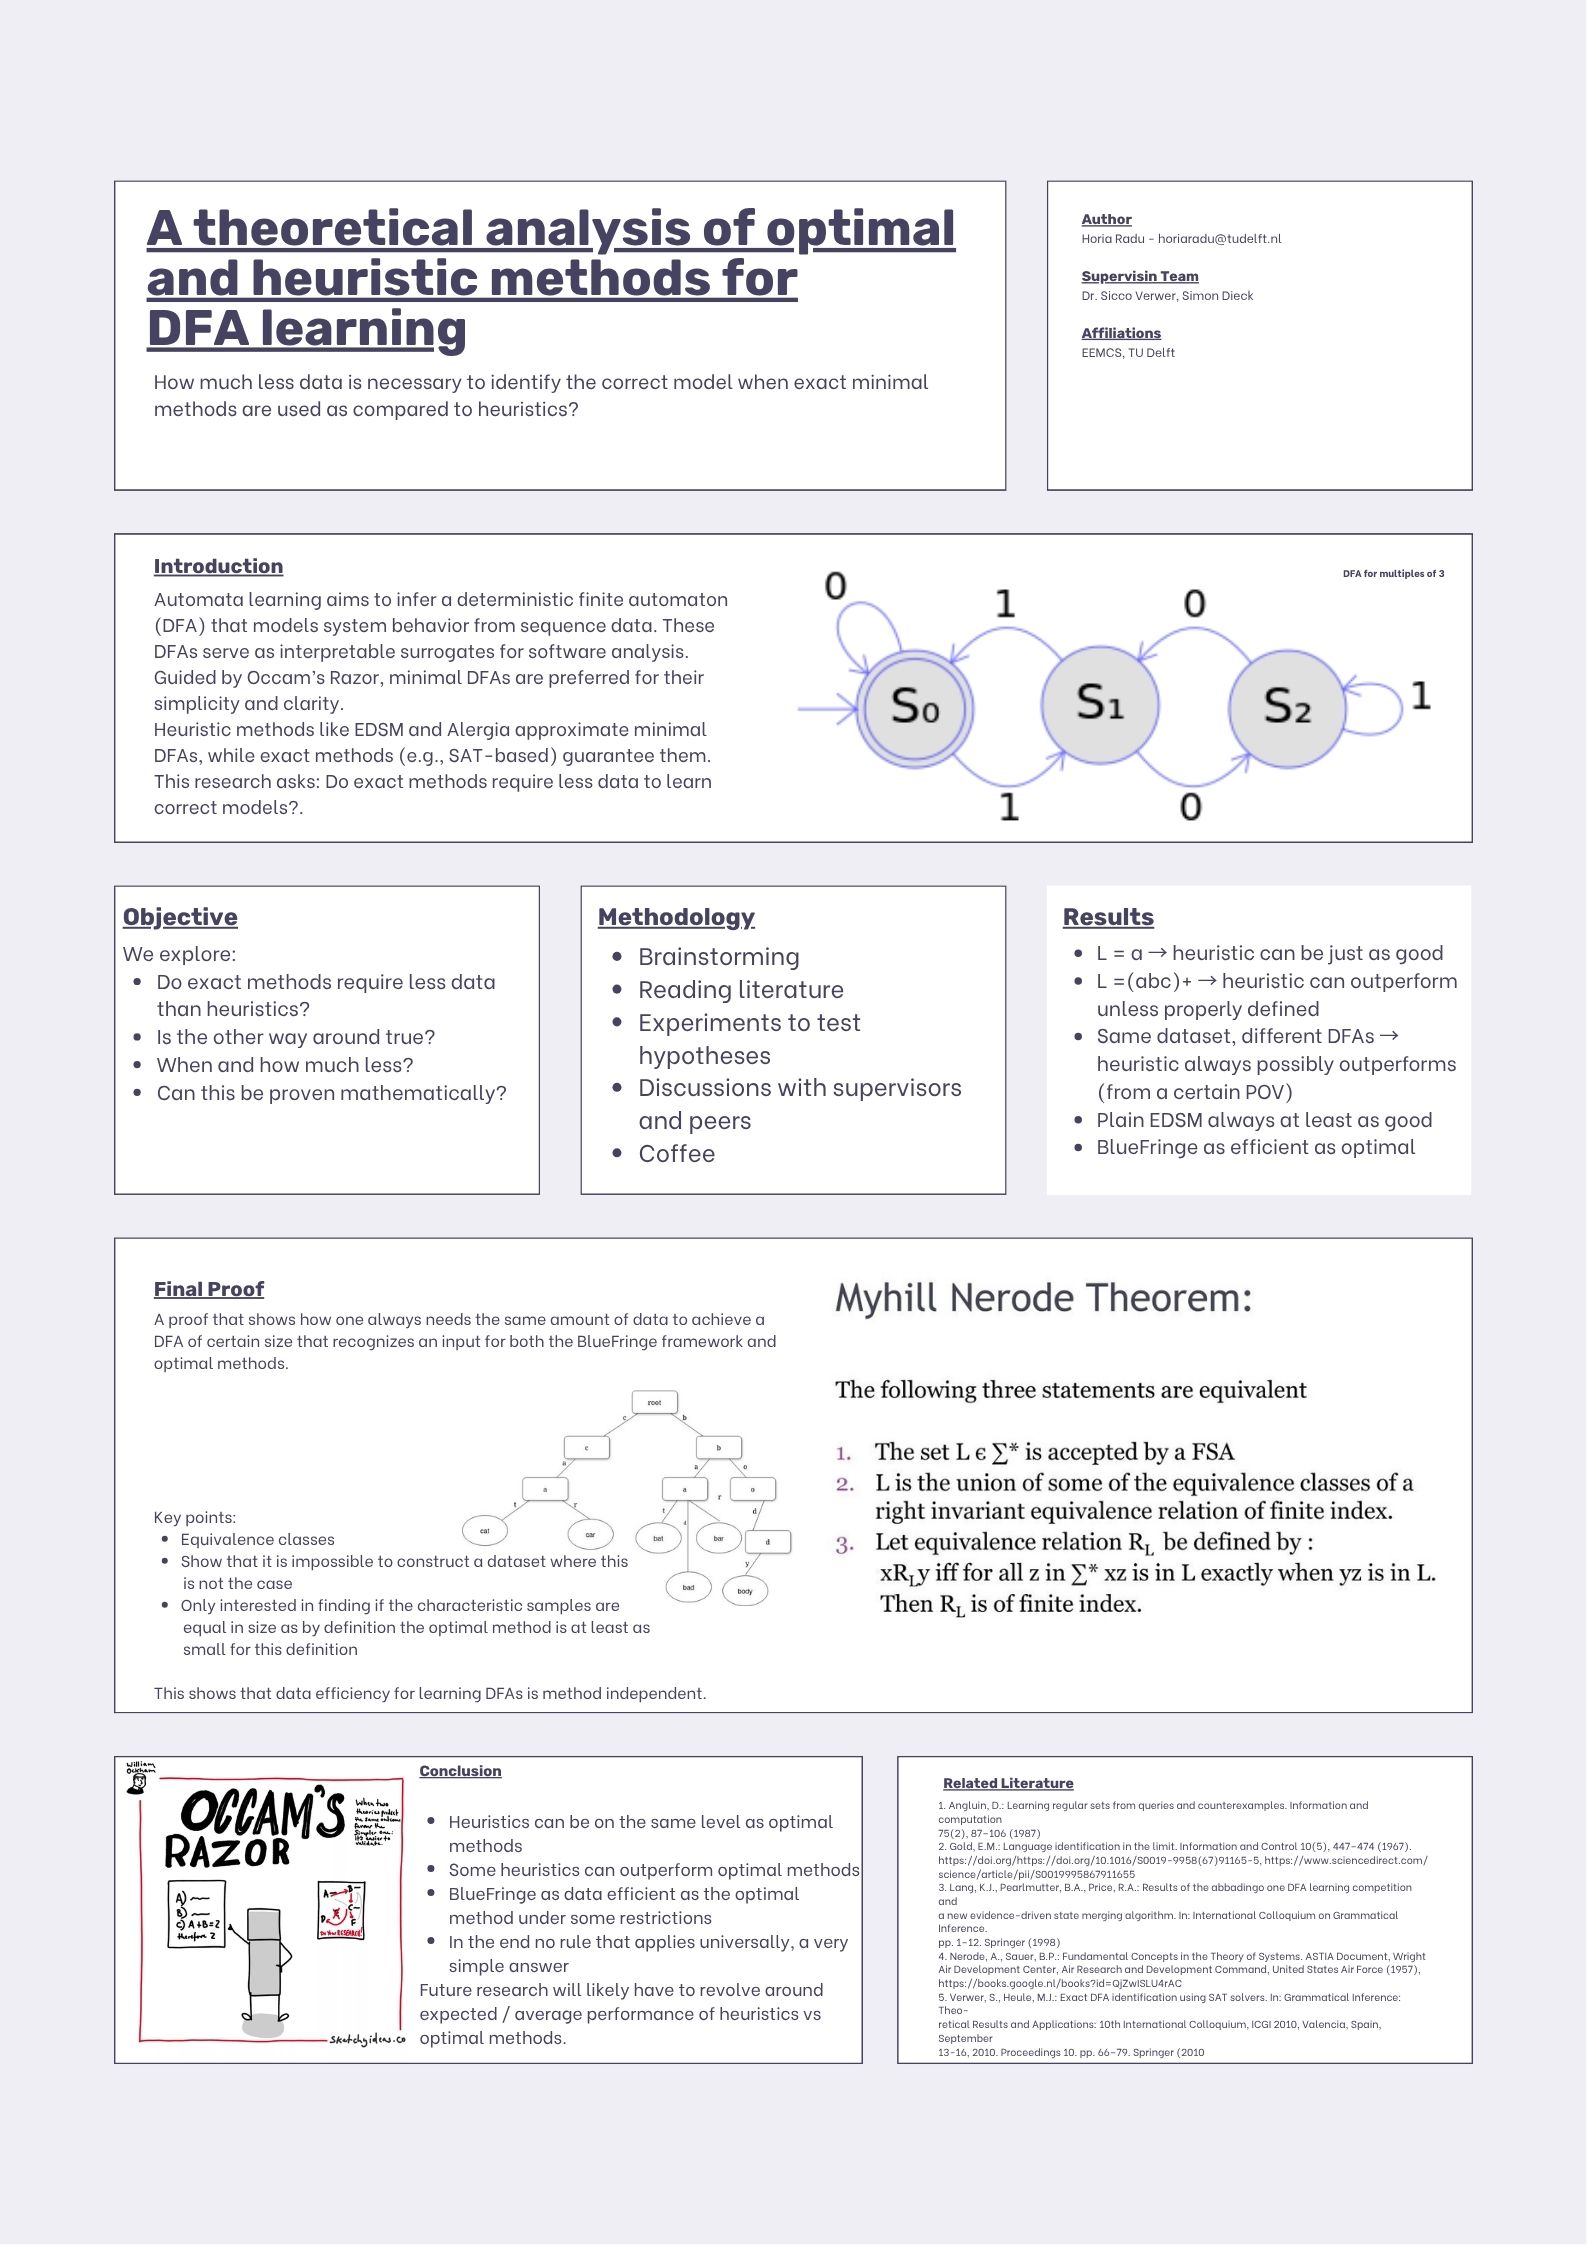 A theoretical analysis of optimal
and heuristic methods for
DFA learning
How much less data is necessary to identify the correct model when exact minimal
methods are used as compared to heuristics?
Author
Horia Radu - horiaradu@tudelft.nl
Supervisin Team
Dr. Sicco Verwer, Simon Dieck
Affiliations
EEMCS, TU Delft
Introduction
Automata learning aims to infer a deterministic finite automaton
(DFA) that models system behavior from sequence data. These
DFAs serve as interpretable surrogates for software analysis.
Guided by Occam's Razor, minimal DFAs are preferred for their
simplicity and clarity.
Heuristic methods like EDSM and Alergia approximate minimal
DFAs, while exact methods (e.g., SAT-based) guarantee them.
This research asks: Do exact methods require less data to learn
correct models?.
DFA for multiples of 3
0
1
0
S₀
S₁
S₂
1
1
0
Objective
We explore:
• Do exact methods require less data
than heuristics?
• Is the other way around true?
• When and how much less?
• Can this be proven mathematically?
Methodology
• Brainstorming
• Reading literature
• Experiments to test
hypotheses
• Discussions with supervisors
and peers
• Coffee
Results
• L = a → heuristic can be just as good
• L =(abc)+ → heuristic can outperform
unless properly defined
• Same dataset, different DFAs →
heuristic always possibly outperforms
(from a certain POV)
• Plain EDSM always at least as good
• BlueFringe as efficient as optimal
Final Proof
A proof that shows how one always needs the same amount of data to achieve a
DFA of certain size that recognizes an input for both the BlueFringe framework and
optimal methods.
root
c b
c b
a a o
a a o
t r t d r d
cat car bat bar d
y
bad body
Key points:
• Equivalence classes
• Show that it is impossible to construct a dataset where this
is not the case
• Only interested in finding if the characteristic samples are
equal in size as by definition the optimal method is at least as
small for this definition
This shows that data efficiency for learning DFAs is method independent.
Myhill Nerode Theorem:
The following three statements are equivalent
1. The set L ϵ ∑* is accepted by a FSA
2. L is the union of some of the equivalence classes of a
right invariant equivalence relation of finite index.
3. Let equivalence relation R_L be defined by :
xR_Ly iff for all z in ∑* xz is in L exactly when yz is in L.
Then R_L is of finite index.
William
Ockham
OCCAM'S
RAZOR
When two
theories predict
the same outcome
favour the
simpler one:
it's easier to
validate.
A)
B)
C) A+B=2
therefore 2
A B
C
D F
Do Your RESEARCH!
sketchyideas.co
Conclusion
• Heuristics can be on the same level as optimal
methods
• Some heuristics can outperform optimal methods
• BlueFringe as data efficient as the optimal
method under some restrictions
• In the end no rule that applies universally, a very
simple answer
Future research will likely have to revolve around
expected / average performance of heuristics vs
optimal methods.
Related Literature
1. Angluin, D.: Learning regular sets from queries and counterexamples. Information and
computation
75(2), 87–106 (1987)
2. Gold, E.M.: Language identification in the limit. Information and Control 10(5), 447–474 (1967).
https://doi.org/https://doi.org/10.1016/S0019-9958(67)91165-5, https://www.sciencedirect.com/
science/article/pii/S0019995867911655
3. Lang, K.J., Pearlmutter, B.A., Price, R.A.: Results of the abbadingo one DFA learning competition
and
a new evidence-driven state merging algorithm. In: International Colloquium on Grammatical
Inference.
pp. 1–12. Springer (1998)
4. Nerode, A., Sauer, B.P.: Fundamental Concepts in the Theory of Systems. ASTIA Document, Wright
Air Development Center, Air Research and Development Command, United States Air Force (1957),
https://books.google.nl/books?id=QjZwISLU4rAC
5. Verwer, S., Heule, M.J.: Exact DFA identification using SAT solvers. In: Grammatical Inference:
Theo-
retical Results and Applications: 10th International Colloquium, ICGI 2010, Valencia, Spain,
September
13-16, 2010. Proceedings 10. pp. 66–79. Springer (2010